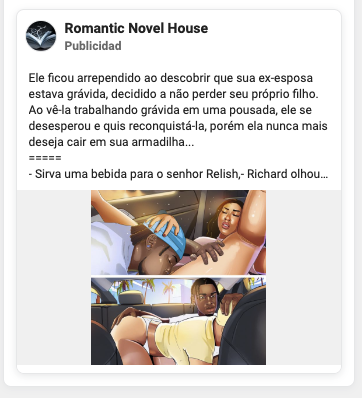 Romantic Novel House
Publicidad
Ele ficou arrependido ao descobrir que sua ex-esposa
estava grávida, decidido a não perder seu próprio filho.
Ao vê-la trabalhando grávida em uma pousada, ele se
desesperou e quis reconquistá-la, porém ela nunca mais
deseja cair em sua armadilha...
=====
- Sirva uma bebida para o senhor Relish,- Richard olhou...